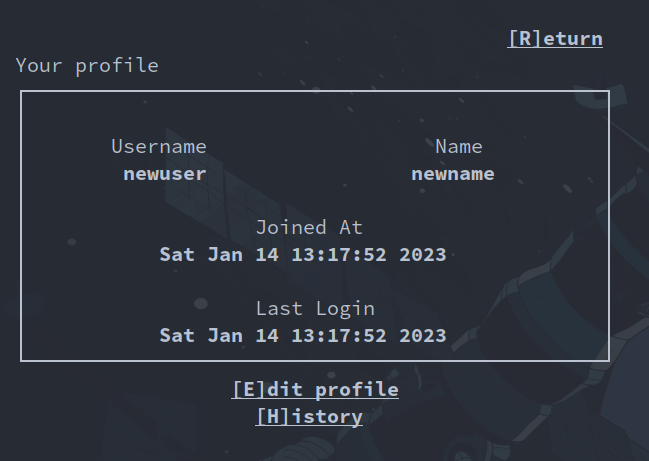 [R]eturn
Your profile
Username Name
newuser newname
Joined At
Sat Jan 14 13:17:52 2023
Last Login
Sat Jan 14 13:17:52 2023
[E]dit profile
[H]istory